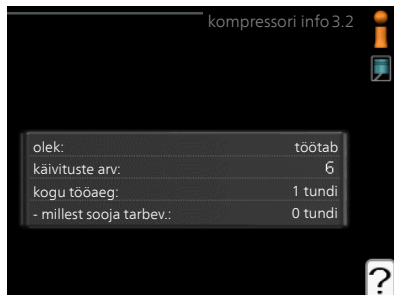 kompressori info 3.2
olek: töötab
käivituste arv: 6
kogu tööaeg: 1 tundi
- millest sooja tarbev.: 0 tundi
?